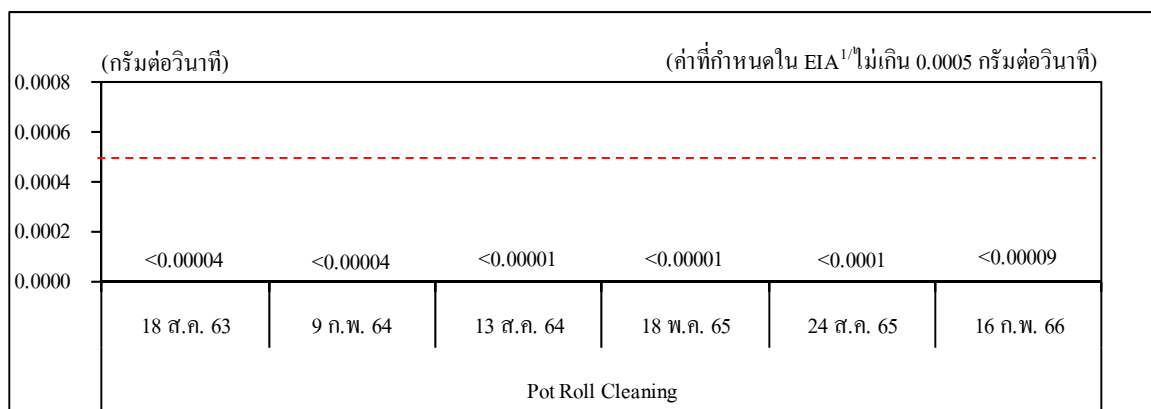 (กรัมต่อวินาที)
(ค่าที่กำหนดใน EIA1/ไม่เกิน 0.0005 กรัมต่อวินาที)
0.0008
0.0006
0.0004
0.0002
0.0000
<0.00004 <0.00004 <0.00001 <0.00001 <0.0001 <0.00009
18 ส.ค. 63 9 ก.พ. 64 13 ส.ค. 64 18 พ.ค. 65 24 ส.ค. 65 16 ก.พ. 66
Pot Roll Cleaning